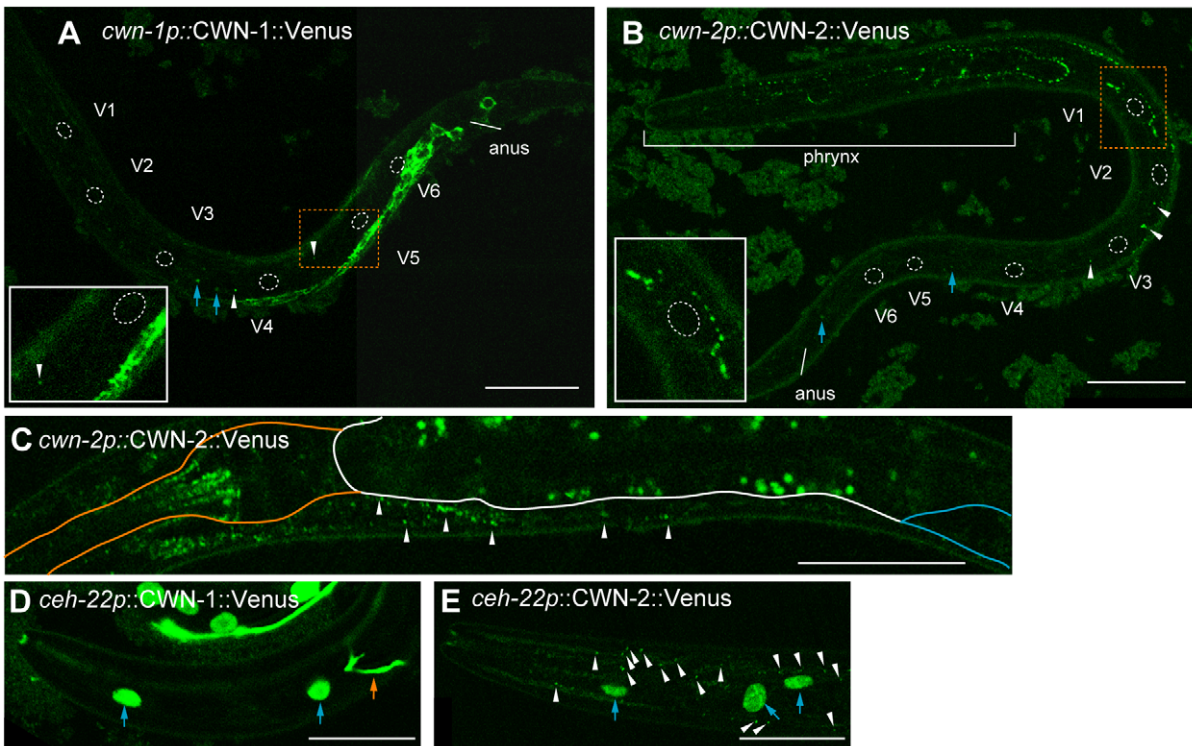 A cwn-1p::CWN-1::Venus
V1
V2
V3
V4
V5
V6
anus
B cwn-2p::CWN-2::Venus
phrynx
V1
V2
V3
V4
V5
V6
anus
C cwn-2p::CWN-2::Venus
D ceh-22p::CWN-1::Venus
E ceh-22p::CWN-2::Venus